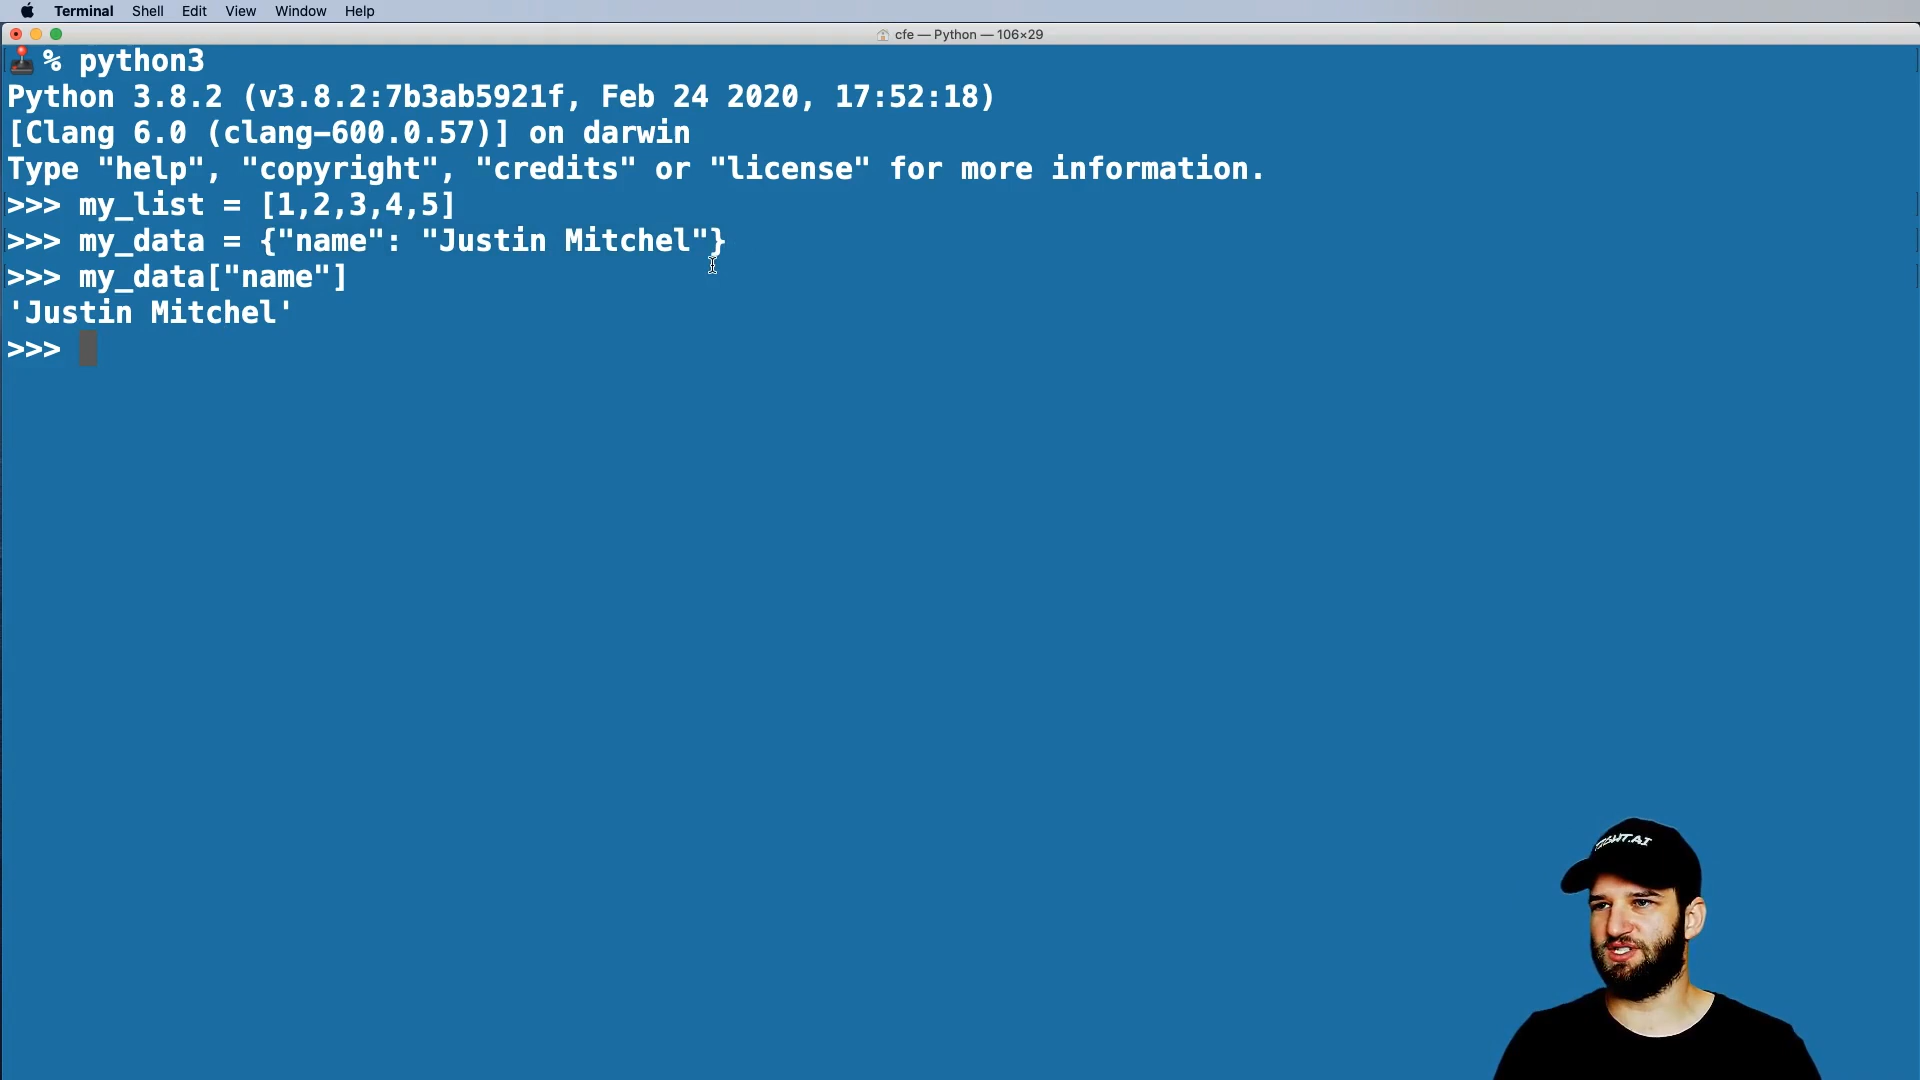 Terminal Shell Edit View Window Help
cfe — Python — 106×29
% python3
Python 3.8.2 (v3.8.2:7b3ab5921f, Feb 24 2020, 17:52:18)
[Clang 6.0 (clang-600.0.57)] on darwin
Type "help", "copyright", "credits" or "license" for more information.
>>> my_list = [1,2,3,4,5]
>>> my_data = {"name": "Justin Mitchel"}
>>> my_data["name"]
'Justin Mitchel'
>>>